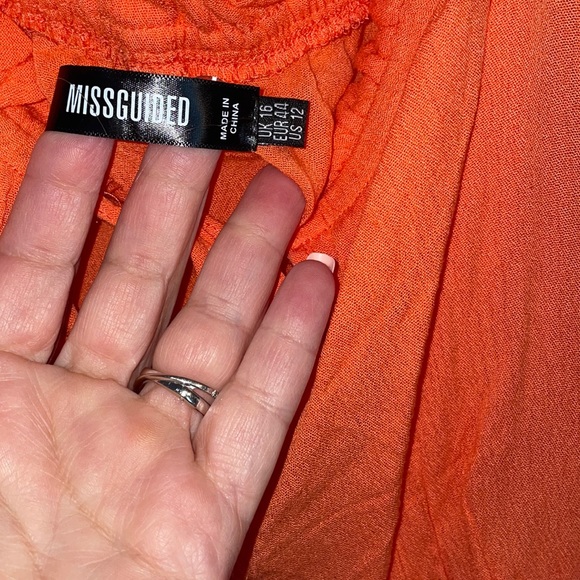 MISSGUIDED
MADE IN
CHINA
UK 16
EUR 44
US 12